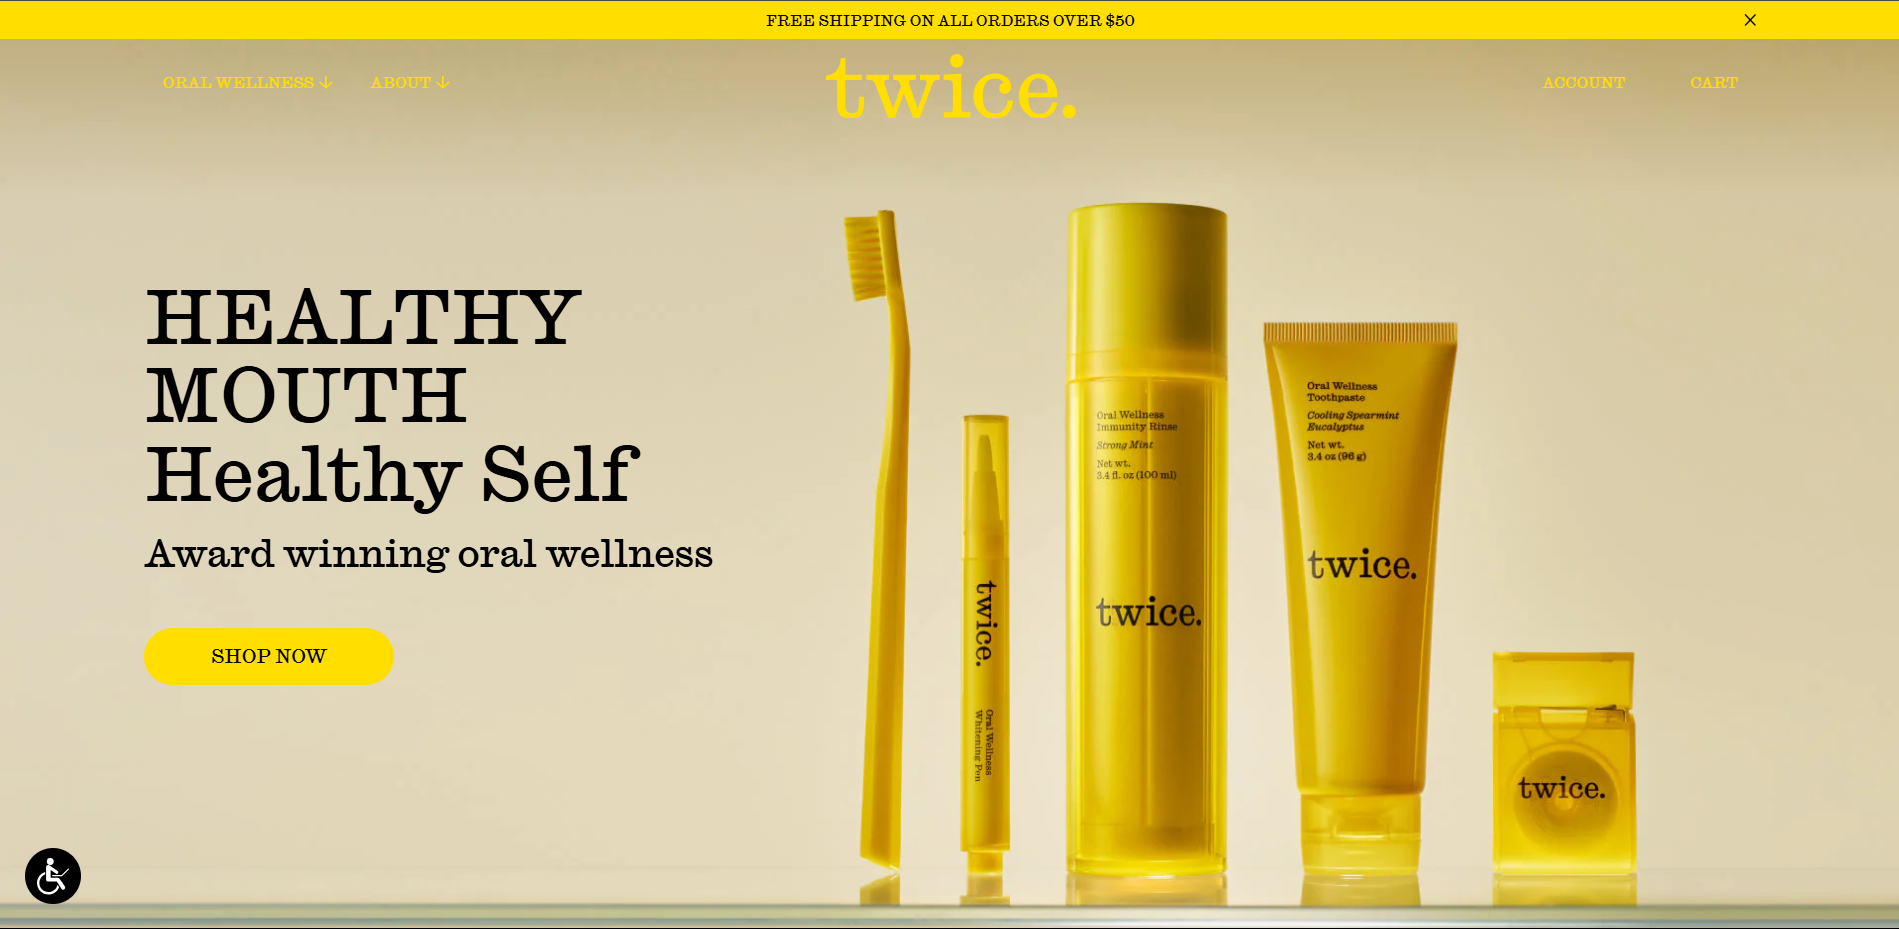 FREE SHIPPING ON ALL ORDERS OVER $50
ORAL WELLNESS
ABOUT
twice.
ACCOUNT
CART
HEALTHY
MOUTH
Healthy Self
Award winning oral wellness
SHOP NOW
twice.
Oral Wellness
Whitening Pen
Oral Wellness
Immunity Rinse
Strong Mint
Net wt.
3.4 fl. oz (100 ml)
twice.
Oral Wellness
Toothpaste
Cooling Spearmint
Eucalyptus
Net wt.
3.4 oz (96 g)
twice.
twice.